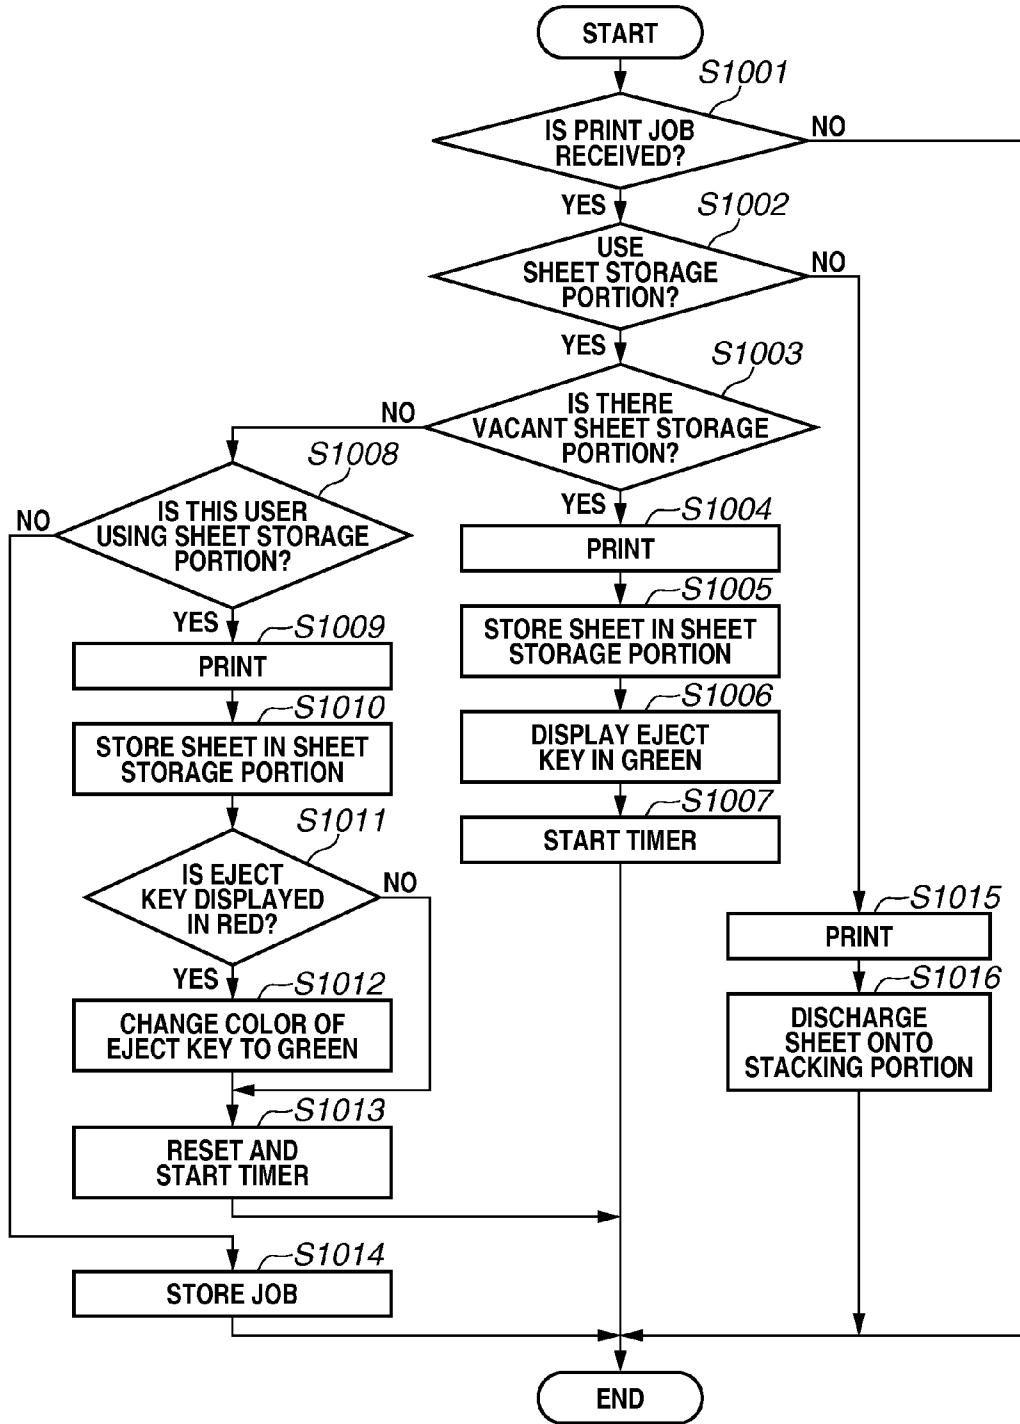 START
S1001
IS PRINT JOB
RECEIVED?
NO
YES
S1002
USE
SHEET STORAGE
PORTION?
NO
YES
S1003
IS THERE
VACANT SHEET STORAGE
PORTION?
NO
YES
S1004
PRINT
S1005
STORE SHEET IN SHEET
STORAGE PORTION
S1006
DISPLAY EJECT
KEY IN GREEN
S1007
START TIMER
S1008
IS THIS USER
USING SHEET STORAGE
PORTION?
NO
YES
S1009
PRINT
S1010
STORE SHEET IN SHEET
STORAGE PORTION
S1011
IS EJECT
KEY DISPLAYED
IN RED?
NO
YES
S1012
CHANGE COLOR OF
EJECT KEY TO GREEN
S1013
RESET AND
START TIMER
S1014
STORE JOB
S1015
PRINT
S1016
DISCHARGE
SHEET ONTO
STACKING PORTION
END